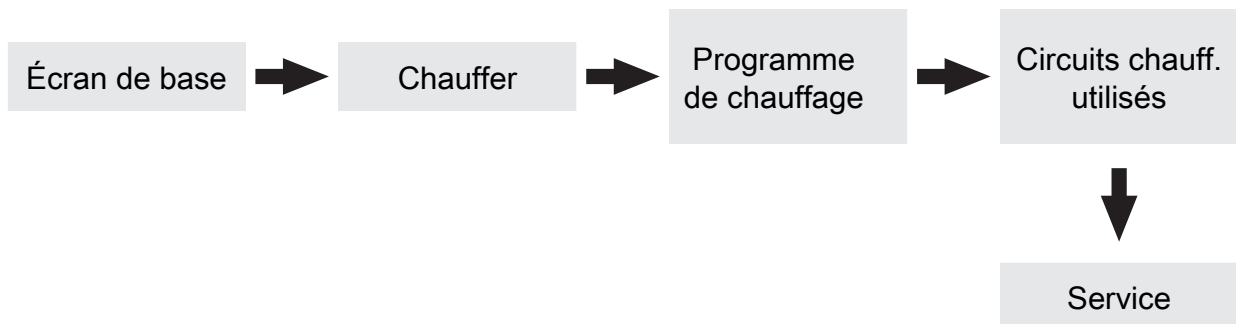 Écran de base
Chauffer
Programme
de chauffage
Circuits chauff.
utilisés
Service